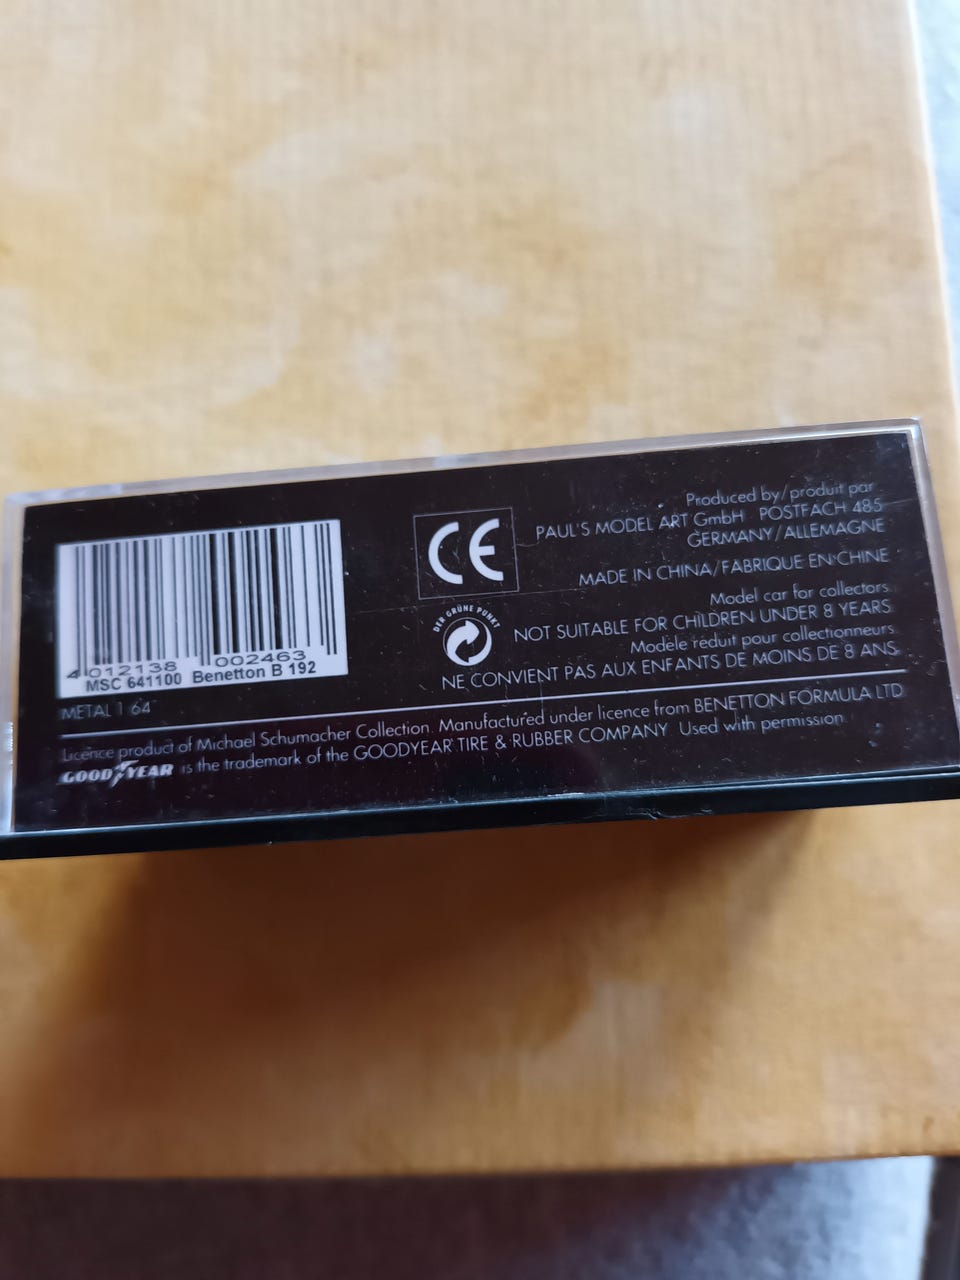 4 012138 002463
MSC 641100 Benetton B 192
METAL 1:64
CE
DER GRÜNE PUNKT
Produced by / produit par
PAUL'S MODEL ART GmbH POSTFACH 485
GERMANY/ALLEMAGNE
MADE IN CHINA/FABRIQUE EN CHINE
Model car for collectors.
NOT SUITABLE FOR CHILDREN UNDER 8 YEARS
Modèle réduit pour collectionneurs.
NE CONVIENT PAS AUX ENFANTS DE MOINS DE 8 ANS.
Licence product of Michael Schumacher Collection. Manufactured under licence from BENETTON FORMULA LTD
GOODYEAR is the trademark of the GOODYEAR TIRE & RUBBER COMPANY Used with permission